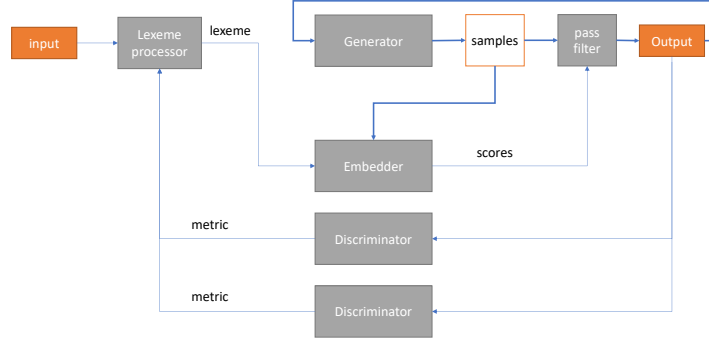 input
Lexeme
processor
lexeme
Generator
samples
pass
filter
Output
Embedder
scores
metric
Discriminator
metric
Discriminator